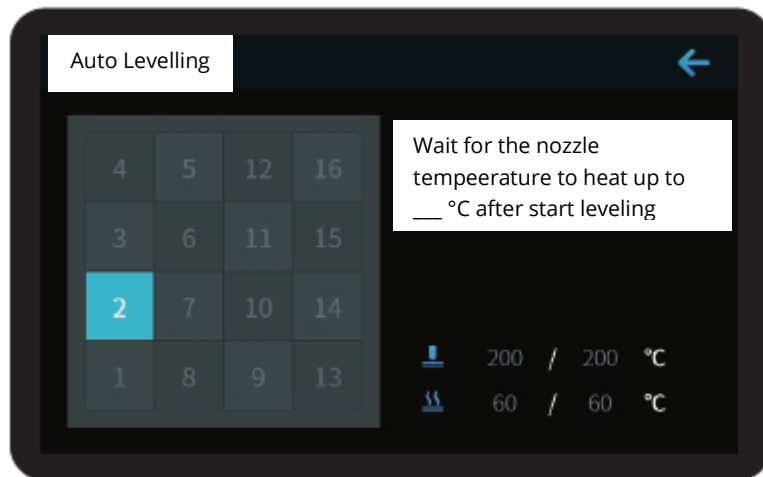 Auto Levelling
4 5 12 16
Wait for the nozzle
tempeerature to heat up to
___ °C after start leveling
3 6 11 15
2 7 10 14
1 8 9 13
200 / 200 °C
60 / 60 °C